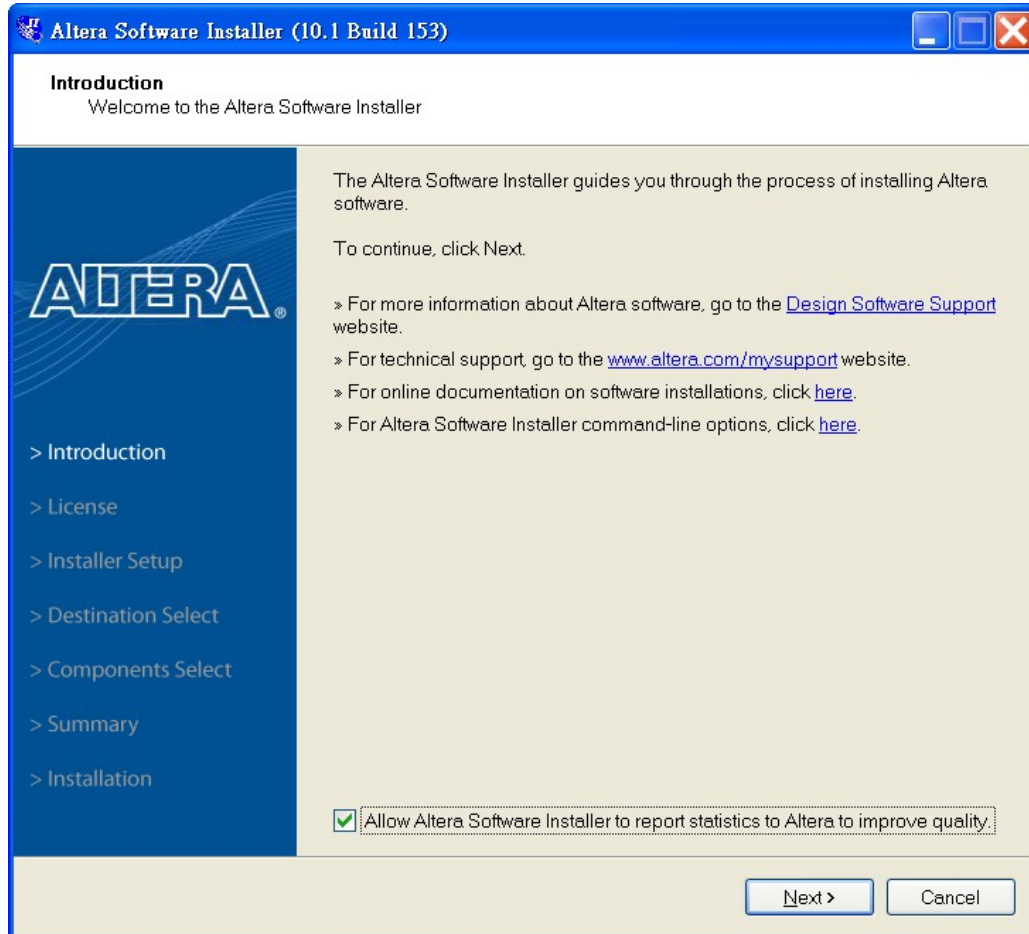 Altera Software Installer (10.1 Build 153)
Introduction
Welcome to the Altera Software Installer
ALTERA®
> Introduction
> License
> Installer Setup
> Destination Select
> Components Select
> Summary
> Installation
The Altera Software Installer guides you through the process of installing Altera
software.
To continue, click Next.
» For more information about Altera software, go to the Design Software Support
website.
» For technical support, go to the www.altera.com/mysupport website.
» For online documentation on software installations, click here.
» For Altera Software Installer command-line options, click here.
Allow Altera Software Installer to report statistics to Altera to improve quality.
Next >
Cancel